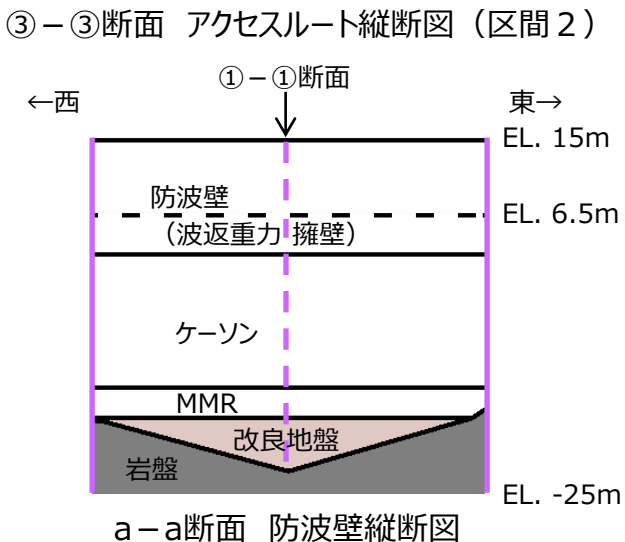 ③－③断面 アクセスルート縦断図（区間２）
①－①断面
←西
東→
EL. 15m
防波壁
EL. 6.5m
（波返重力擁壁）
ケーソン
MMR
改良地盤
岩盤
EL. -25m
a－a断面 防波壁縦断図